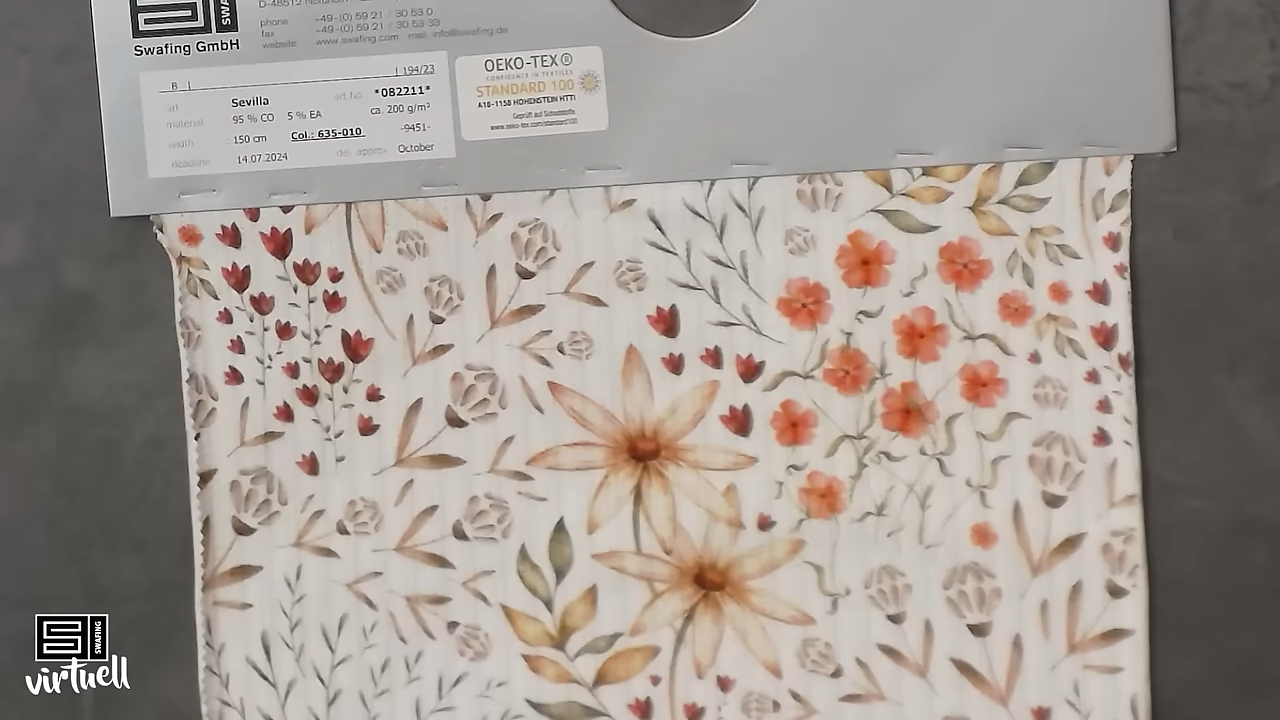 SWAFING
Swafing GmbH
D-48512 Nordhorn
phone +49-(0) 59 21 / 30 53 0
fax +49-(0) 59 21 / 30 53 33
website www.swafing.com mail info@swafing.de
B | | 194/23
art Sevilla art.No. *082211*
material 95 % CO 5 % EA ca. 200 g/m²
width : 150 cm Col.: 635-010 -9451-
deadline 14.07.2024 del. approx. October
OEKO-TEX®
CONFIDENCE IN TEXTILES
STANDARD 100
A18-1158 HOHENSTEIN HTTI
Geprüft auf Schadstoffe.
www.oeko-tex.com/standard100
SWAFING
virtuell